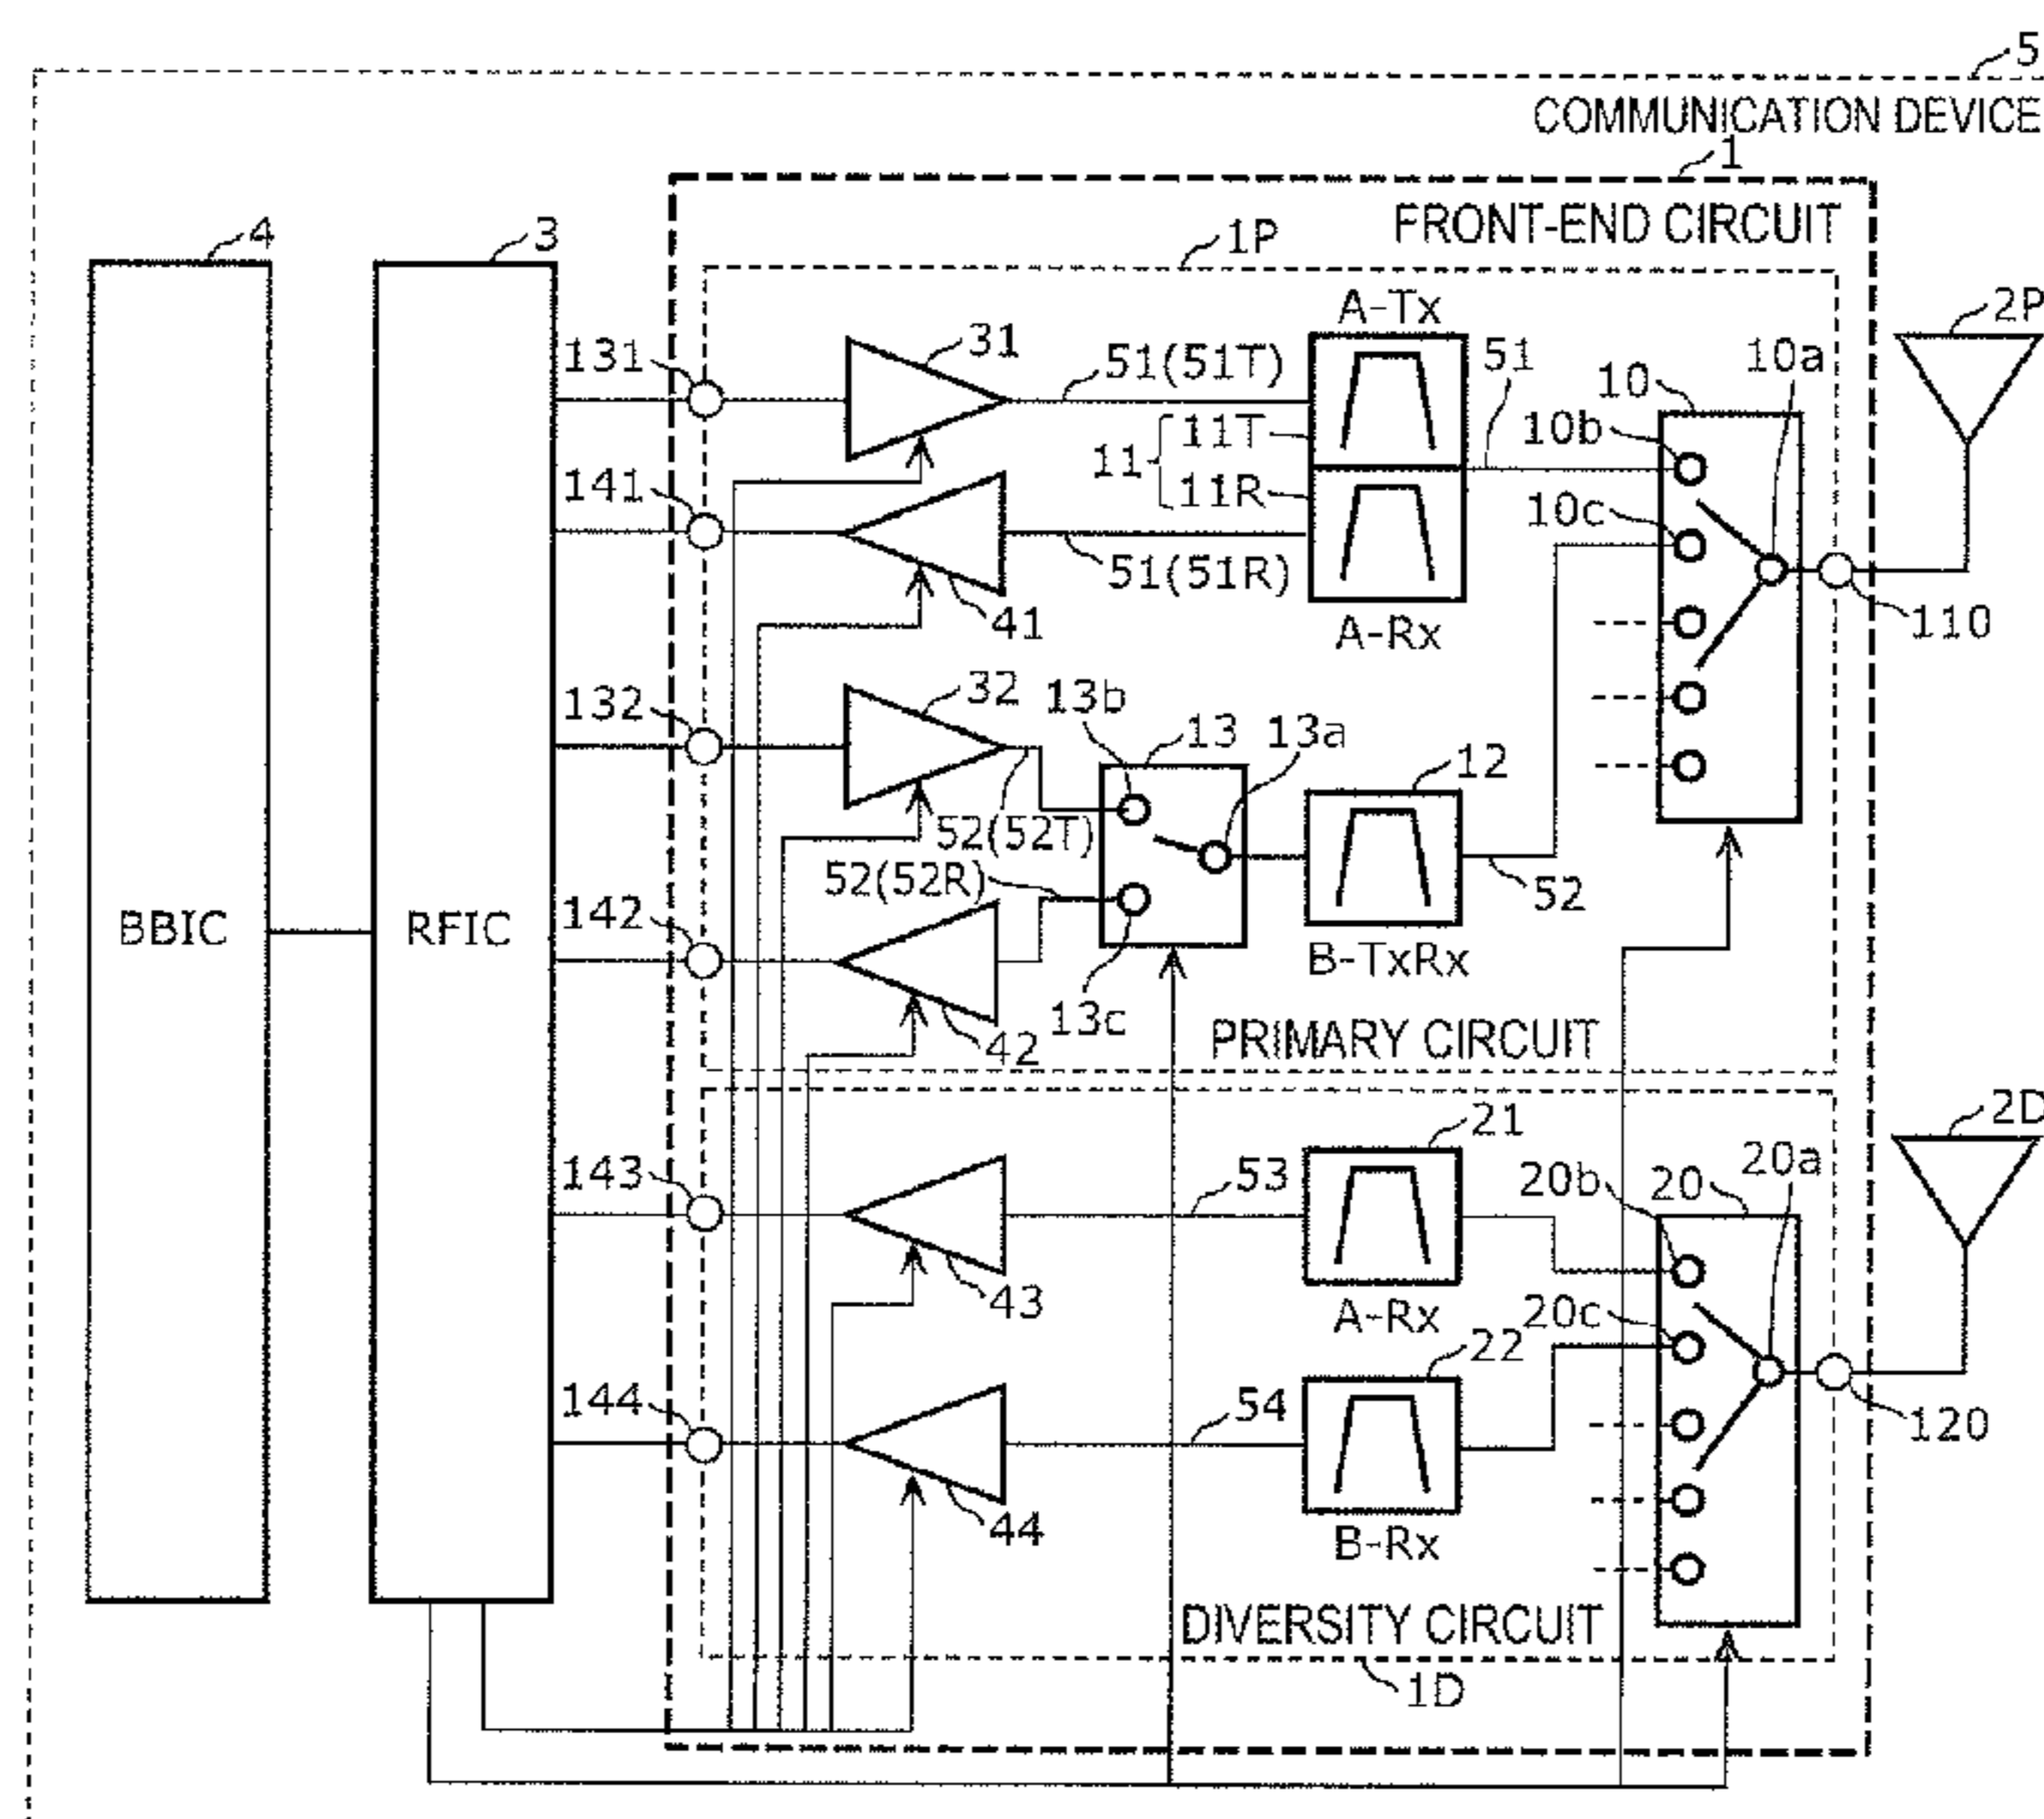 5
COMMUNICATION DEVICE
1
FRONT-END CIRCUIT
4
3
1P
2P
A-Tx
131
31
51(51T)
51
10
10a
11
11T
10b
141
11R
10c
51(51R)
41
A-Rx
110
132
32
13b
13
13a
12
52(52T)
52(52R)
52
BBIC
RFIC
142
B-TxRx
13c
42
PRIMARY CIRCUIT
2D
21
143
53
20b
20
20a
43
A-Rx
20c
22
144
54
120
44
B-Rx
DIVERSITY CIRCUIT
1D